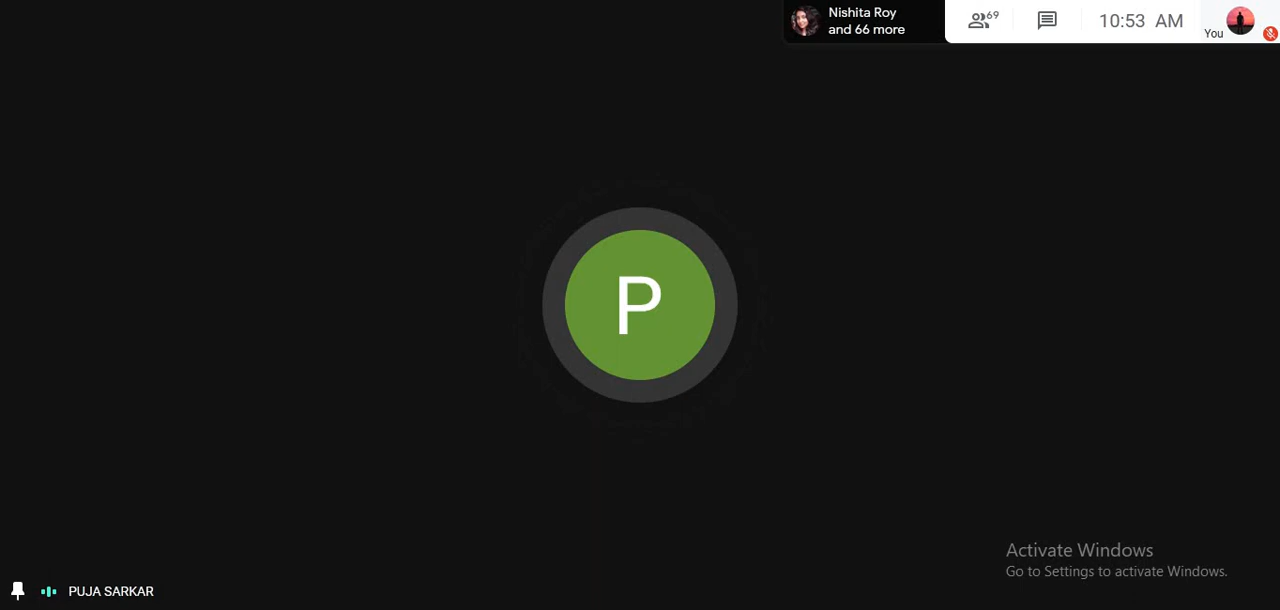 Nishita Roy
and 66 more
69
10:53 AM
You
P
Activate Windows
Go to Settings to activate Windows.
PUJA SARKAR